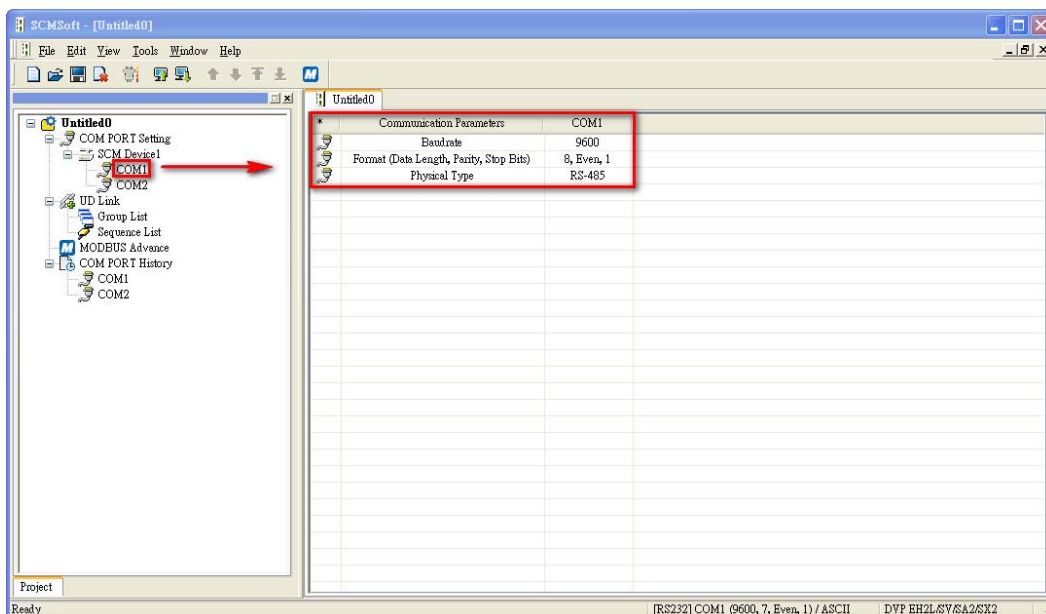 SCMSoft - [Untitled0]
File Edit View Tools Window Help
Untitled0
COM PORT Setting
SCM Device1
COM1
COM2
UD Link
Group List
Sequence List
MODBUS Advance
COM PORT History
COM1
COM2
Project
Untitled0
* Communication Parameters COM1
Baudrate 9600
Format (Data Length, Parity, Stop Bits) 8, Even, 1
Physical Type RS-485
Ready [RS232] COM1 (9600, 7, Even, 1) / ASCII DVP EH2L/SV/SA2/SX2